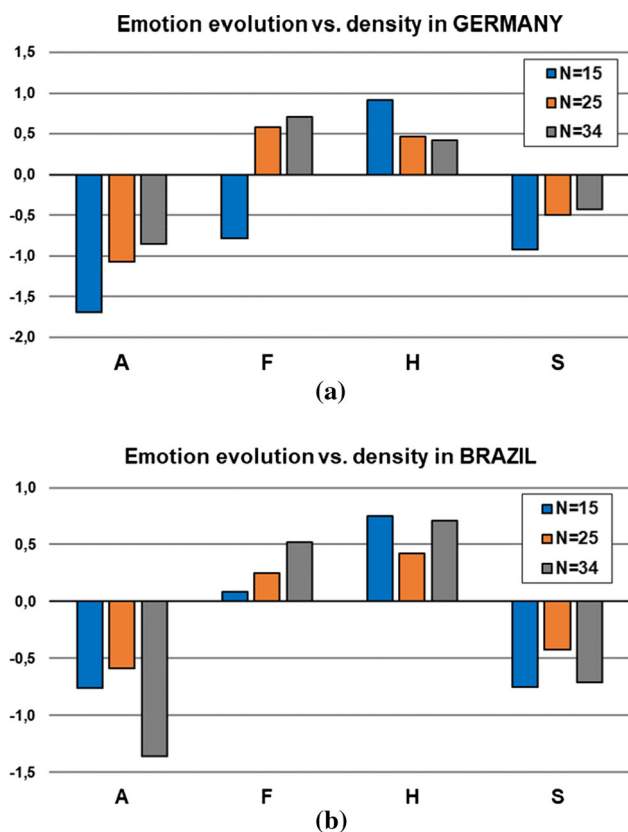 Emotion evolution vs. density in GERMANY
1,5
1,0
0,5
0,0
-0,5
-1,0
-1,5
-2,0
N=15
N=25
N=34
A F H S
(a)
Emotion evolution vs. density in BRAZIL
1,0
0,5
0,0
-0,5
-1,0
-1,5
N=15
N=25
N=34
A F H S
(b)